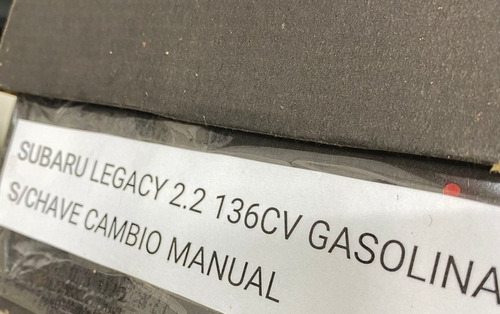 SUBARU LEGACY 2.2 136CV GASOLINA
S/CHAVE CAMBIO MANUAL